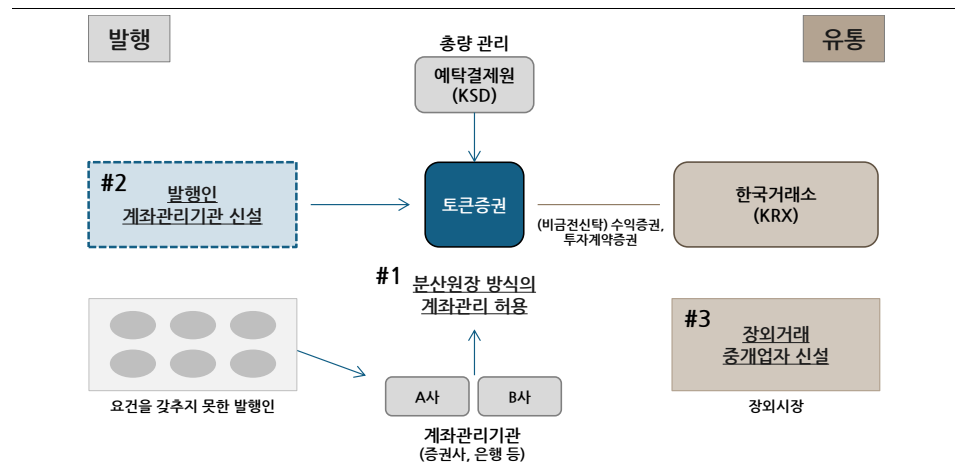 발행
유통
총량 관리
예탁결제원
(KSD)
#2
발행인
계좌관리기관 신설
토큰증권
(비금전신탁) 수익증권,
투자계약증권
한국거래소
(KRX)
#1
분산원장 방식의
계좌관리 허용
#3
장외거래
중개업자 신설
요건을 갖추지 못한 발행인
A사
B사
장외시장
계좌관리기관
(증권사, 은행 등)